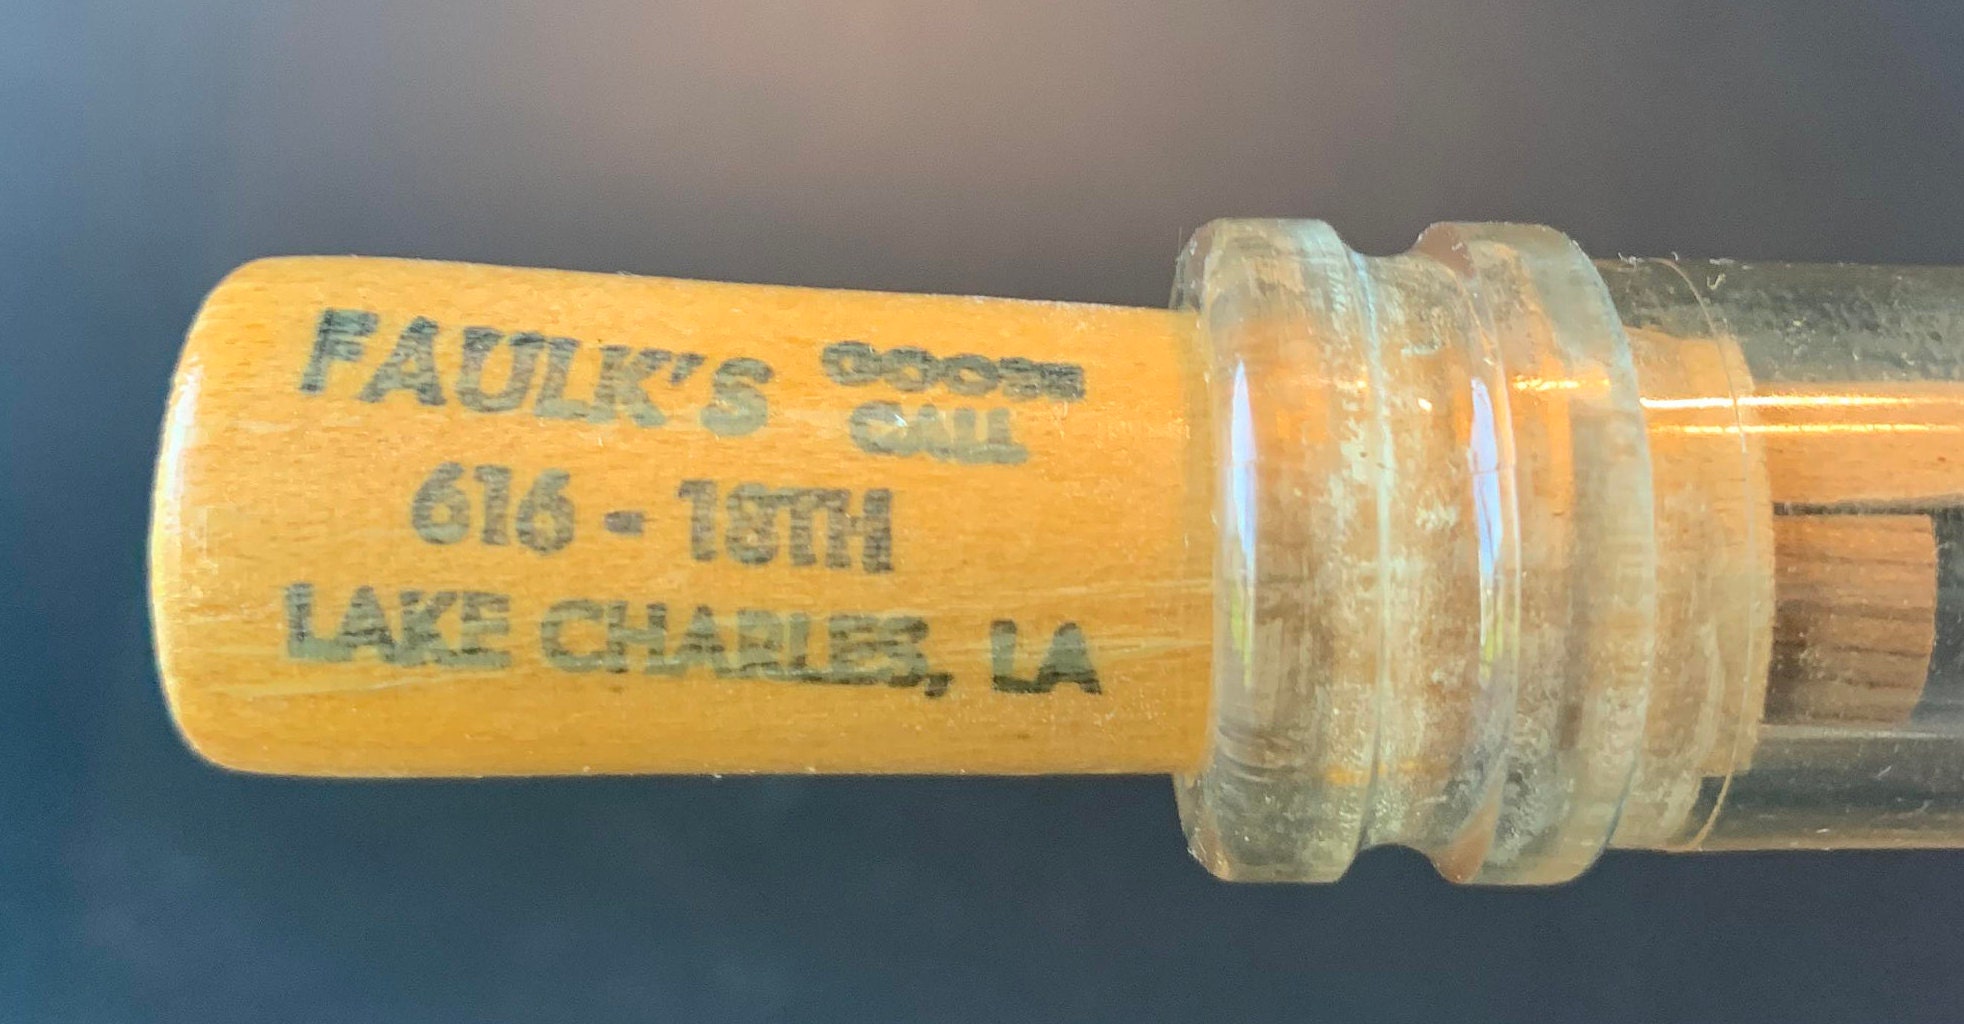 FAULK'S GOOSE
CALL
616 - 18TH
LAKE CHARLES, LA